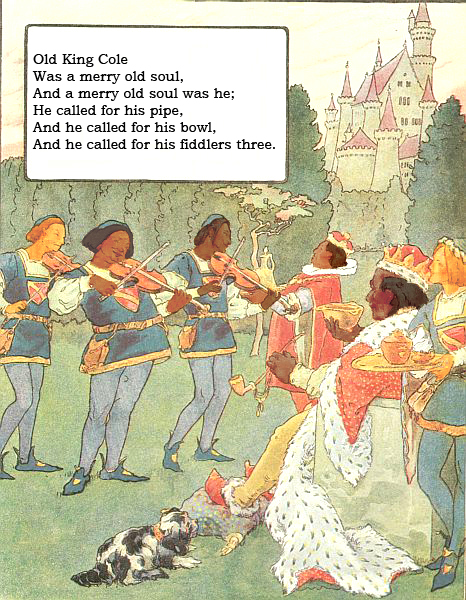 Old King Cole
Was a merry old soul,
And a merry old soul was he;
He called for his pipe,
And he called for his bowl,
And he called for his fiddlers three.